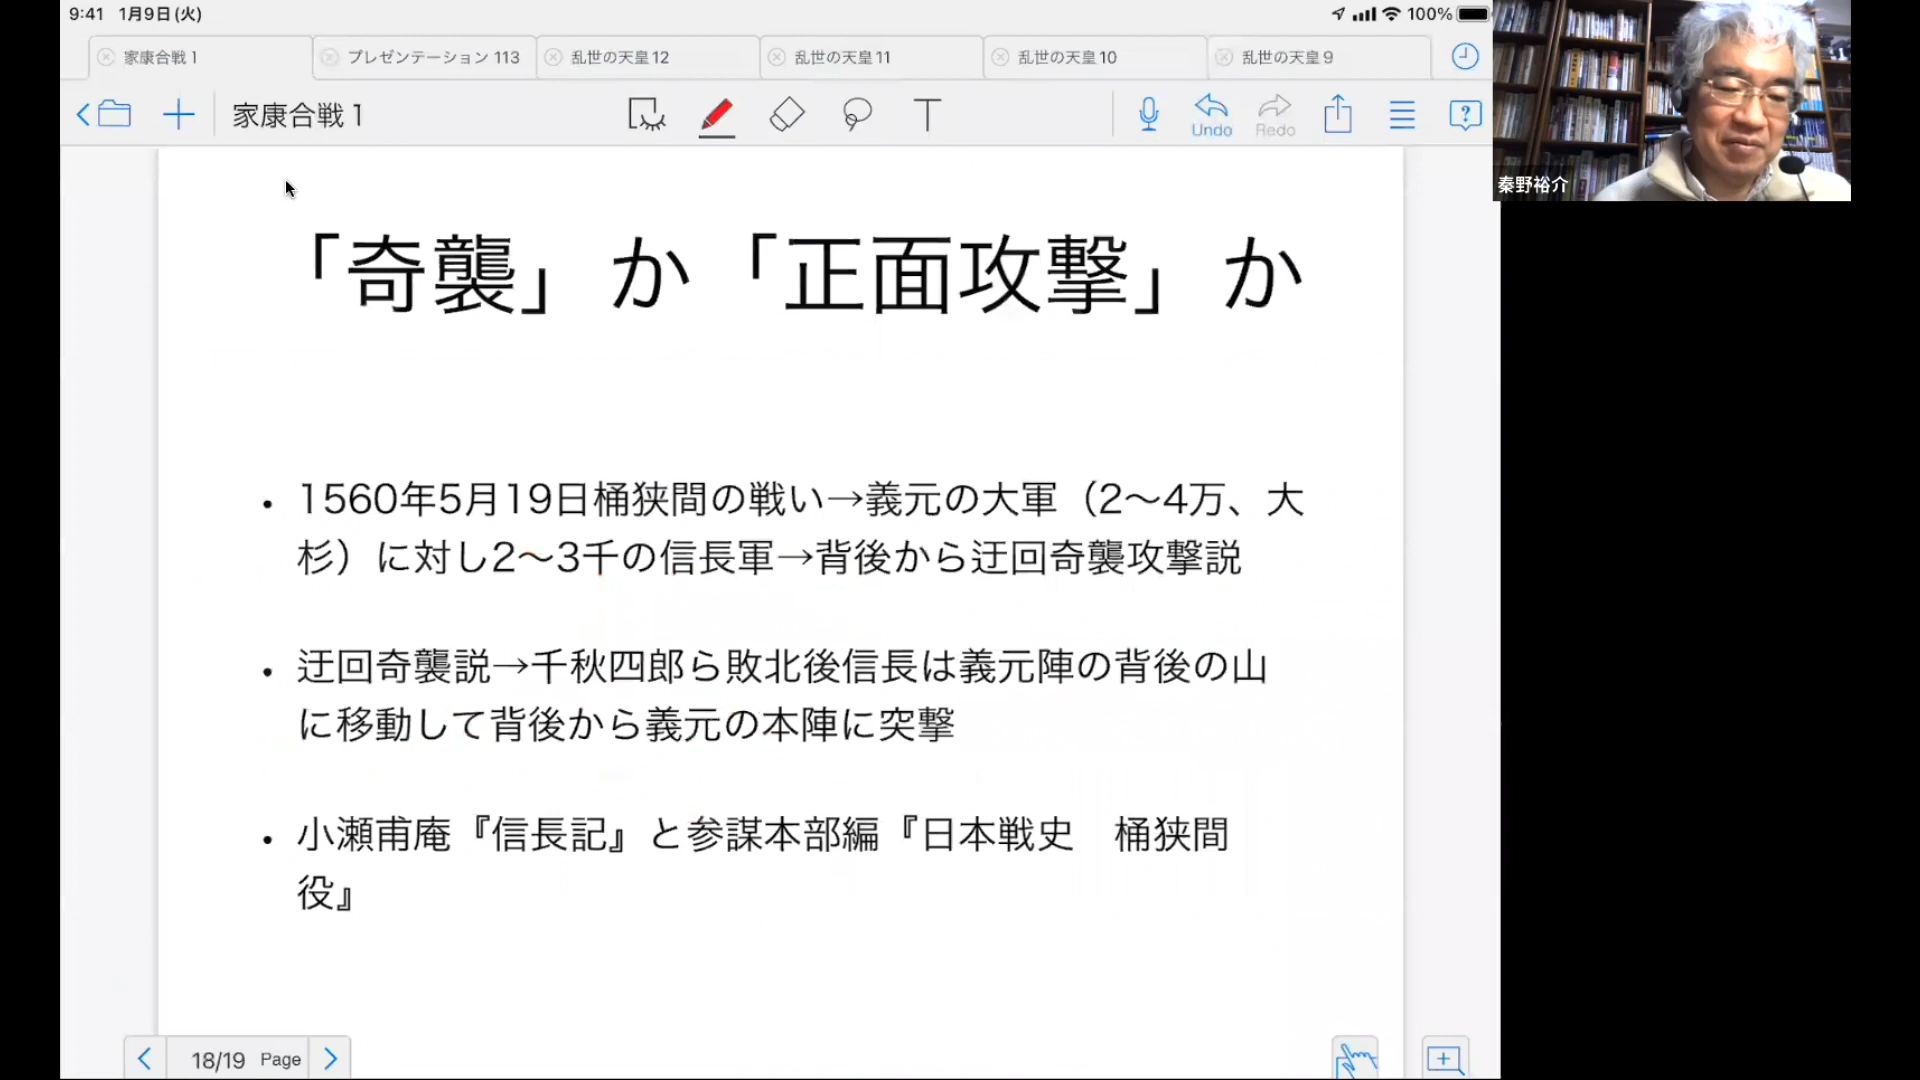 9:41 1月9日(火)
100%
家康合戦 1
プレゼンテーション 113
乱世の天皇12
乱世の天皇11
乱世の天皇10
乱世の天皇 9
家康合戦 1
T
Undo
Redo
秦野裕介
「奇襲」か「正面攻撃」か
• 1560年5月19日桶狭間の戦い→義元の大軍（2〜4万、大
杉）に対し2〜3千の信長軍→背後から迂回奇襲攻撃説
• 迂回奇襲説→千秋四郎ら敗北後信長は義元陣の背後の山
に移動して背後から義元の本陣に突撃
• 小瀬甫庵『信長記』と参謀本部編『日本戦史　桶狭間
役』
18/19 Page